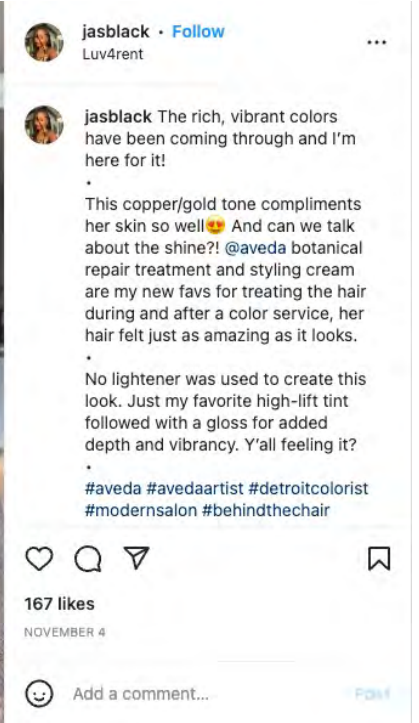 jasblack • Follow
Luv4rent
jasblack The rich, vibrant colors
have been coming through and I'm
here for it!
•
This copper/gold tone compliments
her skin so well😍 And can we talk
about the shine?! @aveda botanical
repair treatment and styling cream
are my new favs for treating the hair
during and after a color service, her
hair felt just as amazing as it looks.
•
No lightener was used to create this
look. Just my favorite high-lift tint
followed with a gloss for added
depth and vibrancy. Y'all feeling it?
•
#aveda #avedaartist #detroitcolorist
#modernsalon #behindthechair
167 likes
NOVEMBER 4
Add a comment...
Post